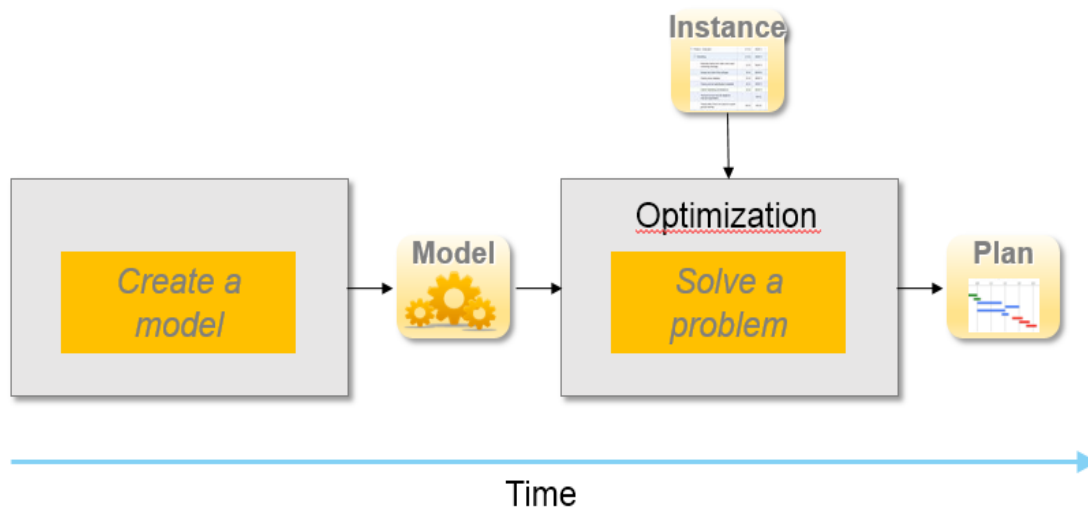 Instance
Optimization
Create a
model
Model
Solve a
problem
Plan
Time